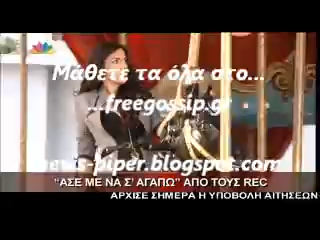 Μάθετε τα όλα στο...
...freegossip.gr
news-piper.blogspot.com
"ΑΣΕ ΜΕ ΝΑ Σ' ΑΓΑΠΩ" ΑΠΟ ΤΟΥΣ REC
ΑΡΧΙΣΕ ΣΗΜΕΡΑ Η ΥΠΟΒΟΛΗ ΑΙΤΗΣΕΩΝ